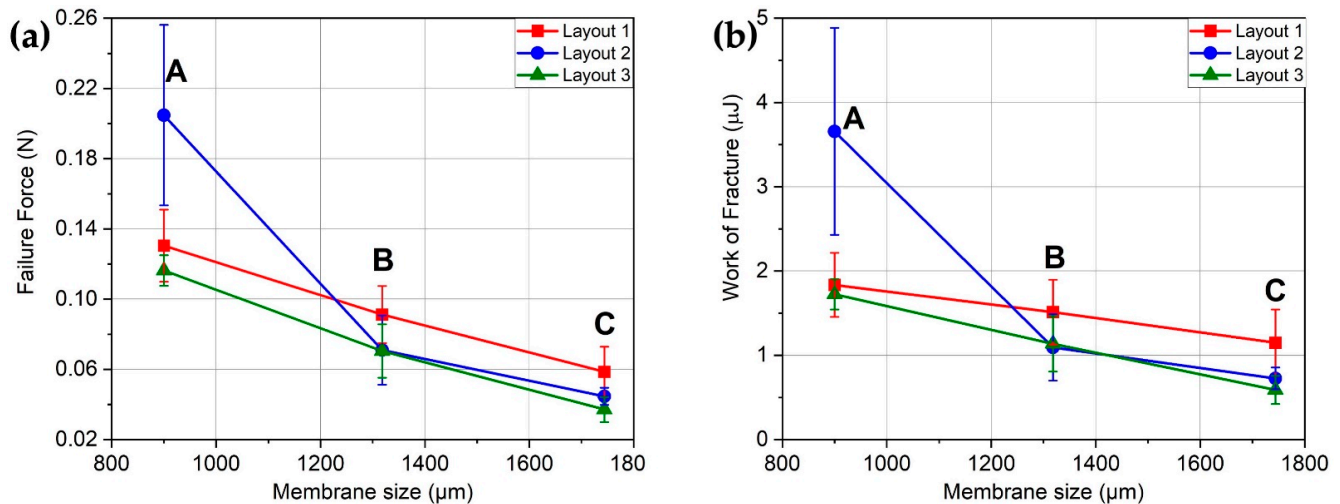 (a)
Failure Force (N)
0.26
0.22
0.18
0.14
0.10
0.06
0.02
A
B
C
Layout 1
Layout 2
Layout 3
800 1000 1200 1400 1600 180
Membrane size (µm)
(b)
Work of Fracture (µJ)
5
4
3
2
1
0
A
B
C
Layout 1
Layout 2
Layout 3
800 1000 1200 1400 1600 1800
Membrane size (µm)